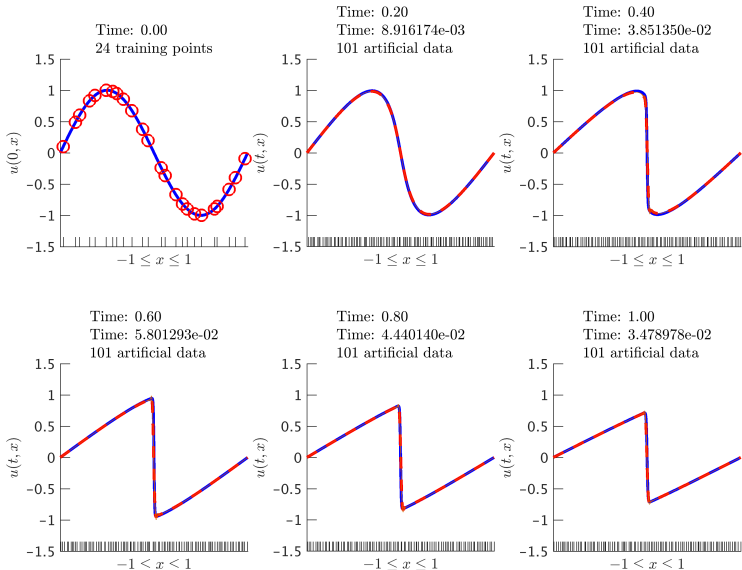 Time: 0.00
24 training points
1.5
1
0.5
0
−0.5
−1
−1.5
u(0, x)
−1 ≤ x ≤ 1
Time: 0.20
Time: 8.916174e-03
101 artificial data
1.5
1
0.5
0
−0.5
−1
−1.5
u(t, x)
−1 ≤ x ≤ 1
Time: 0.40
Time: 3.851350e-02
101 artificial data
1.5
1
0.5
0
−0.5
−1
−1.5
u(t, x)
−1 ≤ x ≤ 1
Time: 0.60
Time: 5.801293e-02
101 artificial data
1.5
1
0.5
0
−0.5
−1
−1.5
u(t, x)
−1 ≤ x ≤ 1
Time: 0.80
Time: 4.440140e-02
101 artificial data
1.5
1
0.5
0
−0.5
−1
−1.5
u(t, x)
−1 ≤ x ≤ 1
Time: 1.00
Time: 3.478978e-02
101 artificial data
1.5
1
0.5
0
−0.5
−1
−1.5
u(t, x)
−1 ≤ x ≤ 1